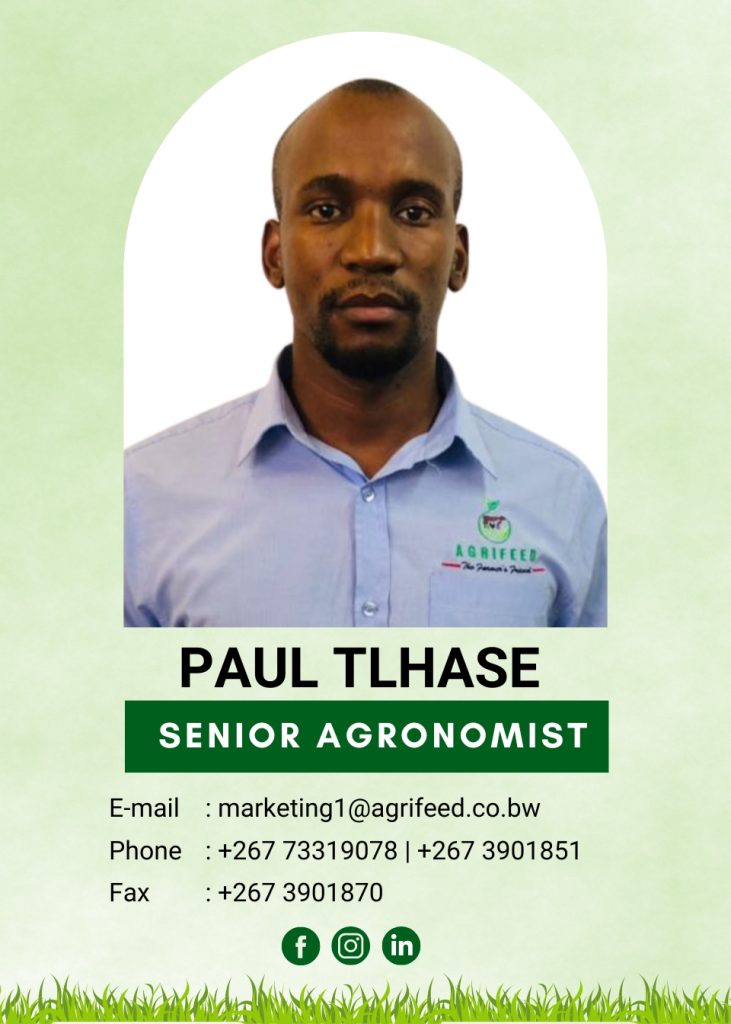 AGRIFEED
The Farmer's Friend
PAUL TLHASE
SENIOR AGRONOMIST
E-mail : marketing1@agrifeed.co.bw
Phone : +267 73319078 | +267 3901851
Fax : +267 3901870